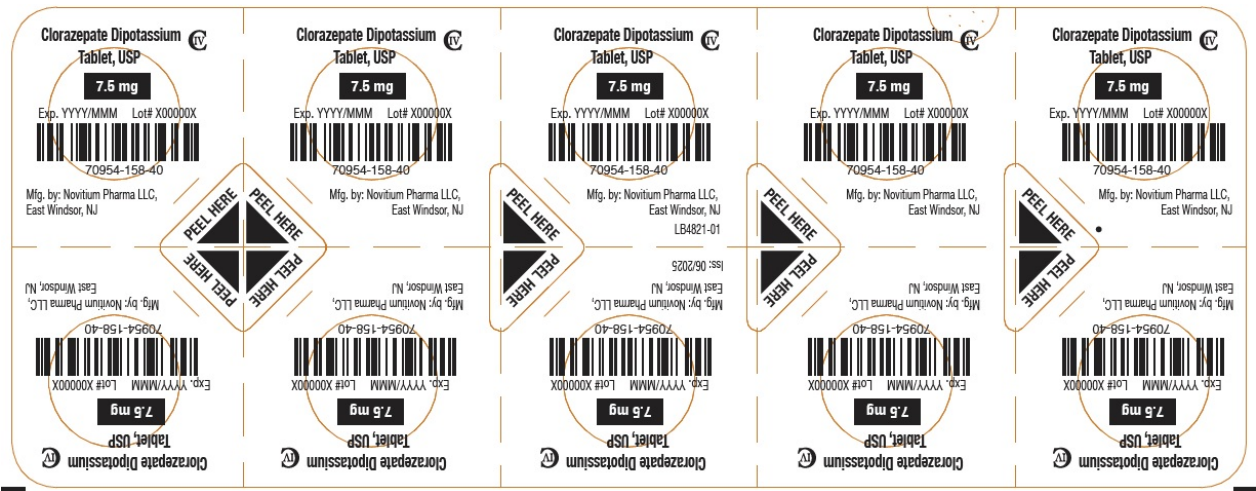 Clorazepate Dipotassium CIV
Tablet, USP
7.5 mg
Exp. YYYY/MMM Lot# X00000X
70954-158-40
Mfg. by: Novitium Pharma LLC,
East Windsor, NJ
PEEL HERE
Clorazepate Dipotassium CIV
Tablet, USP
7.5 mg
Exp. YYYY/MMM Lot# X00000X
70954-158-40
Mfg. by: Novitium Pharma LLC,
East Windsor, NJ
PEEL HERE
Clorazepate Dipotassium CIV
Tablet, USP
7.5 mg
Exp. YYYY/MMM Lot# X00000X
70954-158-40
Mfg. by: Novitium Pharma LLC,
East Windsor, NJ
LB4821-01
PEEL HERE
Clorazepate Dipotassium CIV
Tablet, USP
7.5 mg
Exp. YYYY/MMM Lot# X00000X
70954-158-40
Mfg. by: Novitium Pharma LLC,
East Windsor, NJ
PEEL HERE
Clorazepate Dipotassium CIV
Tablet, USP
7.5 mg
Exp. YYYY/MMM Lot# X00000X
70954-158-40
Mfg. by: Novitium Pharma LLC,
East Windsor, NJ
PEEL HERE
Clorazepate Dipotassium CIV
Tablet, USP
7.5 mg
Exp. YYYY/MMM Lot# X00000X
70954-158-40
Mfg. by: Novitium Pharma LLC,
East Windsor, NJ
PEEL HERE
Clorazepate Dipotassium CIV
Tablet, USP
7.5 mg
Exp. YYYY/MMM Lot# X00000X
70954-158-40
Mfg. by: Novitium Pharma LLC,
East Windsor, NJ
PEEL HERE
Clorazepate Dipotassium CIV
Tablet, USP
7.5 mg
Exp. YYYY/MMM Lot# X00000X
70954-158-40
Mfg. by: Novitium Pharma LLC,
East Windsor, NJ
Iss: 06/2025
PEEL HERE
Clorazepate Dipotassium CIV
Tablet, USP
7.5 mg
Exp. YYYY/MMM Lot# X00000X
70954-158-40
Mfg. by: Novitium Pharma LLC,
East Windsor, NJ
PEEL HERE
Clorazepate Dipotassium CIV
Tablet, USP
7.5 mg
Exp. YYYY/MMM Lot# X00000X
70954-158-40
Mfg. by: Novitium Pharma LLC,
East Windsor, NJ
PEEL HERE